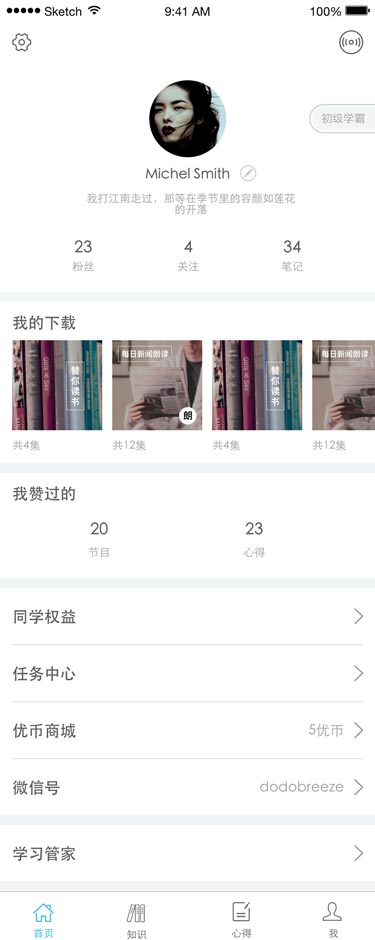 Sketch
9:41 AM
100%
初级学霸
Michel Smith
我打江南走过，那等在季节里的容颜如莲花
的开落
23
4
34
粉丝
关注
笔记
我的下载
替你读书
每日新闻朗读
朗
替你读书
每日新闻朗读
共4集
共12集
共4集
共12集
我赞过的
20
23
节目
心得
同学权益
任务中心
优币商城
5优币
微信号
dodobreeze
学习管家
首页
知识
心得
我